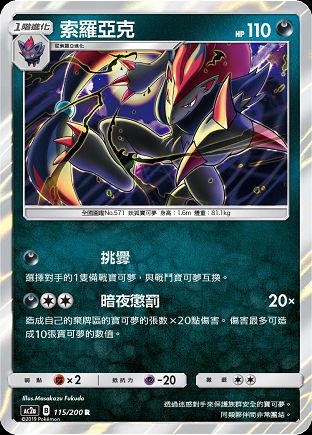 1階進化 索羅亞克 HP 110
從索羅亞進化
全國圖鑑No.571 妖狐寶可夢 身高：1.6m 體重：81.1kg
挑釁
選擇對手的1隻備戰寶可夢，與戰鬥寶可夢互換。
暗夜懲罰 20×
造成自己的棄牌區的寶可夢的張數×20點傷害。傷害最多可造
成10張寶可夢的數值。
弱點 ×2 抵抗力 -20 撤退
Illus.Masakazu Fukuda
AC2a D 115/200 R
©2019 Pokémon
透過迷惑對手來保護族群安全的寶可夢。
同類夥伴間非常團結。